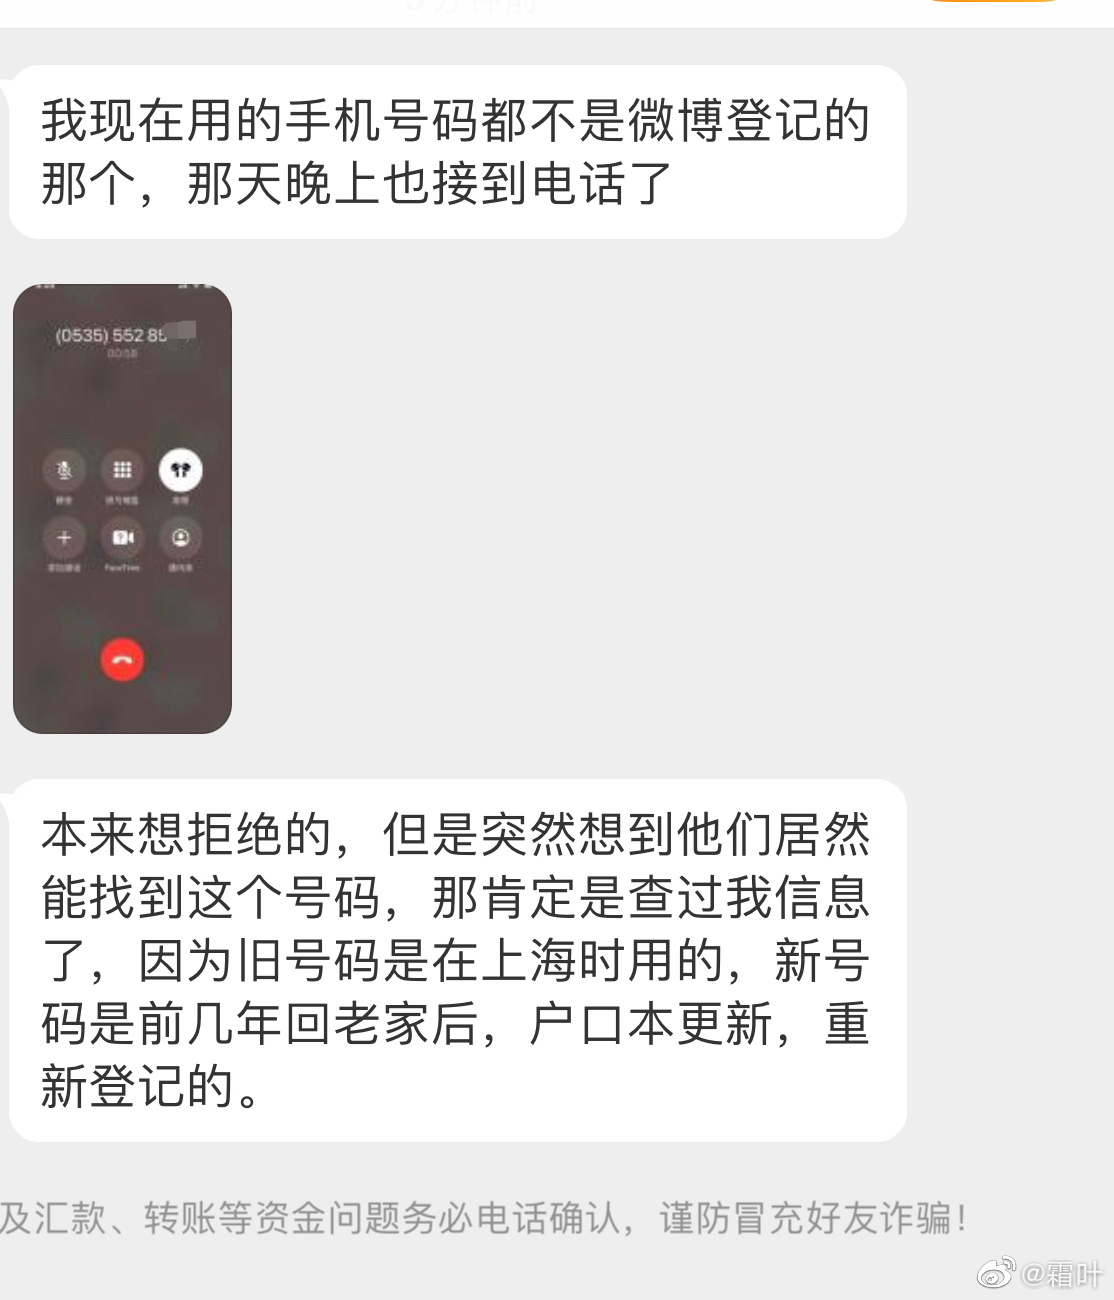 我现在用的手机号码都不是微博登记的
那个，那天晚上也接到电话了
(0535) 552 85
00:58
FaceTime
本来想拒绝的，但是突然想到他们居然
能找到这个号码，那肯定是查过我信息
了，因为旧号码是在上海时用的，新号
码是前几年回老家后，户口本更新，重
新登记的。
及汇款、转账等资金问题务必电话确认，谨防冒充好友诈骗！
@霜叶